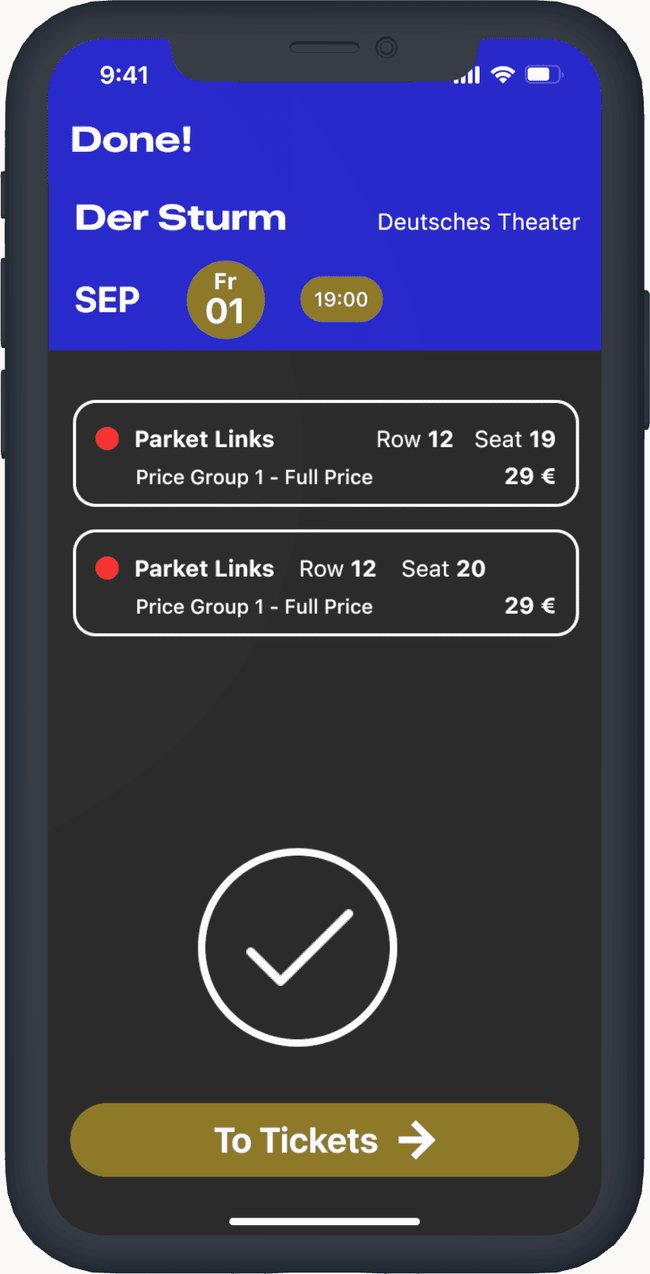 9:41
Done!
Der Sturm Deutsches Theater
SEP Fr 01 19:00
Parket Links Row 12 Seat 19
Price Group 1 - Full Price 29 €
Parket Links Row 12 Seat 20
Price Group 1 - Full Price 29 €
To Tickets